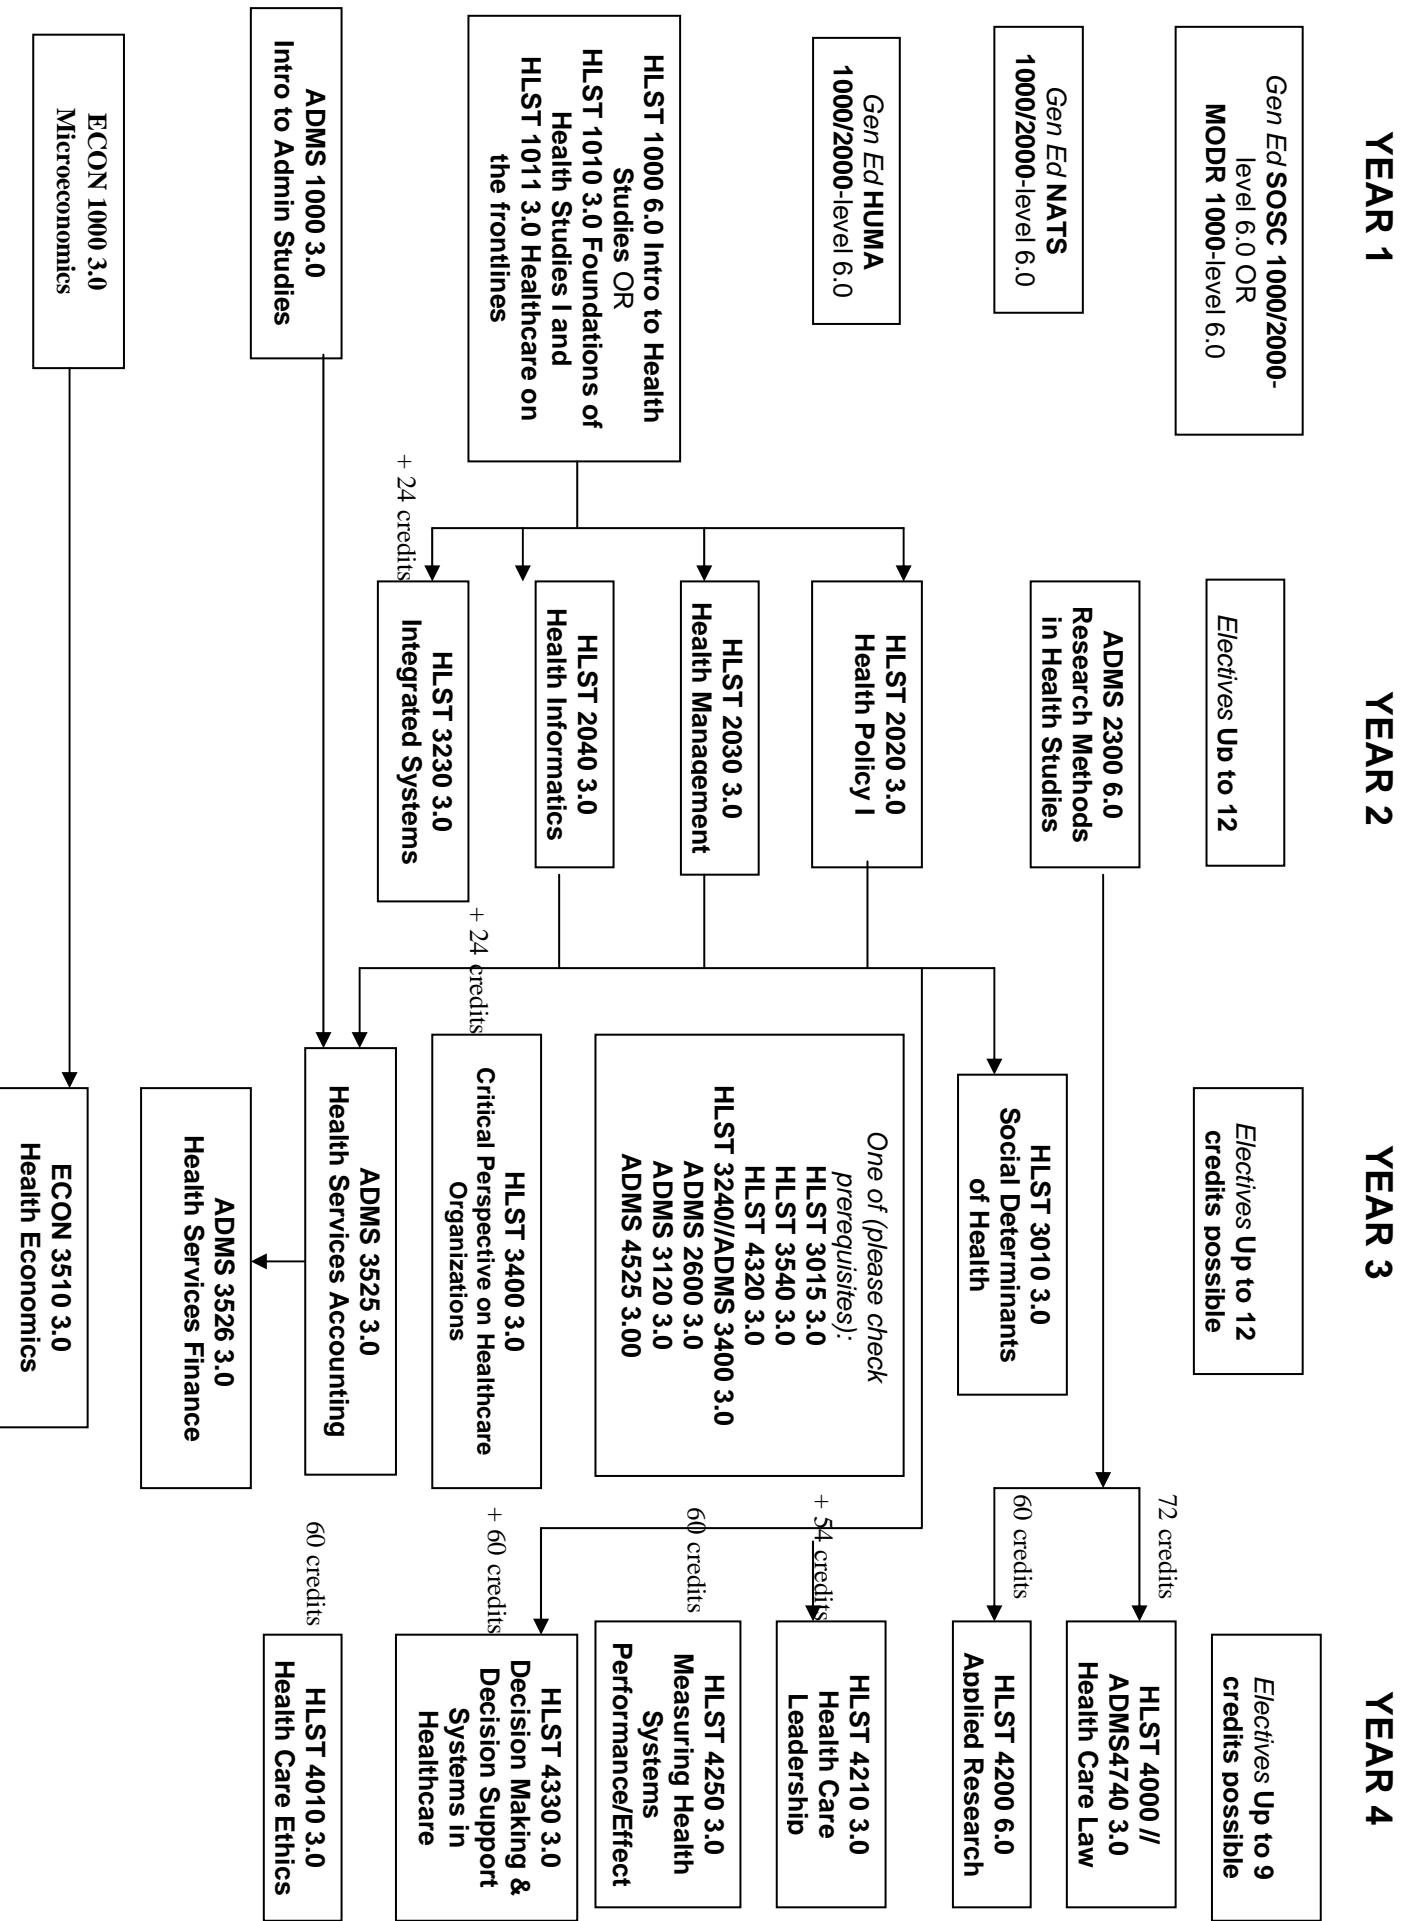 YEAR 1
Gen Ed SOSC 1000/2000-
level 6.0 OR
MODR 1000-level 6.0
Gen Ed NATS
1000/2000-level 6.0
Gen Ed HUMA
1000/2000-level 6.0
HLST 1000 6.0 Intro to Health
Studies OR
HLST 1010 3.0 Foundations of
Health Studies I and
HLST 1011 3.0 Healthcare on
the frontlines
ADMS 1000 3.0
Intro to Admin Studies
ECON 1000 3.0
Microeconomics
YEAR 2
Electives Up to 12
ADMS 2300 6.0
Research Methods
in Health Studies
HLST 2020 3.0
Health Policy I
HLST 2030 3.0
Health Management
HLST 2040 3.0
Health Informatics
+ 24 credits
HLST 3230 3.0
Integrated Systems
YEAR 3
Electives Up to 12
credits possible
HLST 3010 3.0
Social Determinants
of Health
One of (please check
prerequisites):
HLST 3015 3.0
HLST 3540 3.0
HLST 4320 3.0
HLST 3240//ADMS 3400 3.0
ADMS 2600 3.0
ADMS 3120 3.0
ADMS 4525 3.00
+ 24 credits
HLST 3400 3.0
Critical Perspective on Healthcare
Organizations
ADMS 3525 3.0
Health Services Accounting
ADMS 3526 3.0
Health Services Finance
ECON 3510 3.0
Health Economics
YEAR 4
Electives Up to 9
credits possible
72 credits
HLST 4000 //
ADMS4740 3.0
Health Care Law
60 credits
HLST 4200 6.0
Applied Research
+ 54 credits
HLST 4210 3.0
Health Care
Leadership
60 credits
HLST 4250 3.0
Measuring Health
Systems
Performance/Effect
+ 60 credits
HLST 4330 3.0
Decision Making &
Decision Support
Systems in
Healthcare
60 credits
HLST 4010 3.0
Health Care Ethics